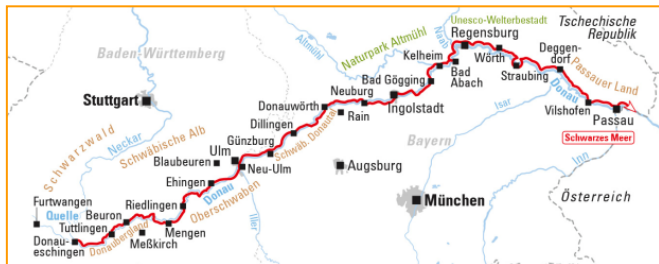 Unesco-Welterbestadt
Tschechische
Republik
Baden-Württemberg
Altmühl
Naturpark Altmühl
Naab
Regensburg
Kelheim
Wörth
Deggen-
dorf
Passauer Land
Bad Gögging
Bad
Abach
Straubing
Donau
Stuttgart
Neuburg
Ingolstadt
Isar
Vilshofen
Passau
Donauwörth
Rain
Schwarzes Meer
Dillingen
Schwarzwald
Neckar
Schwäbische Alb
Günzburg
Schwäb. Donautal
Bayern
Inn
Blaubeuren
Ulm
Neu-Ulm
Augsburg
Ehingen
Donau
Oberschwaben
Österreich
Furtwangen
Quelle
Beuron
Riedlingen
Iller
München
Tuttlingen
Donaubergland
Meßkirch
Mengen
Donau-
eschingen